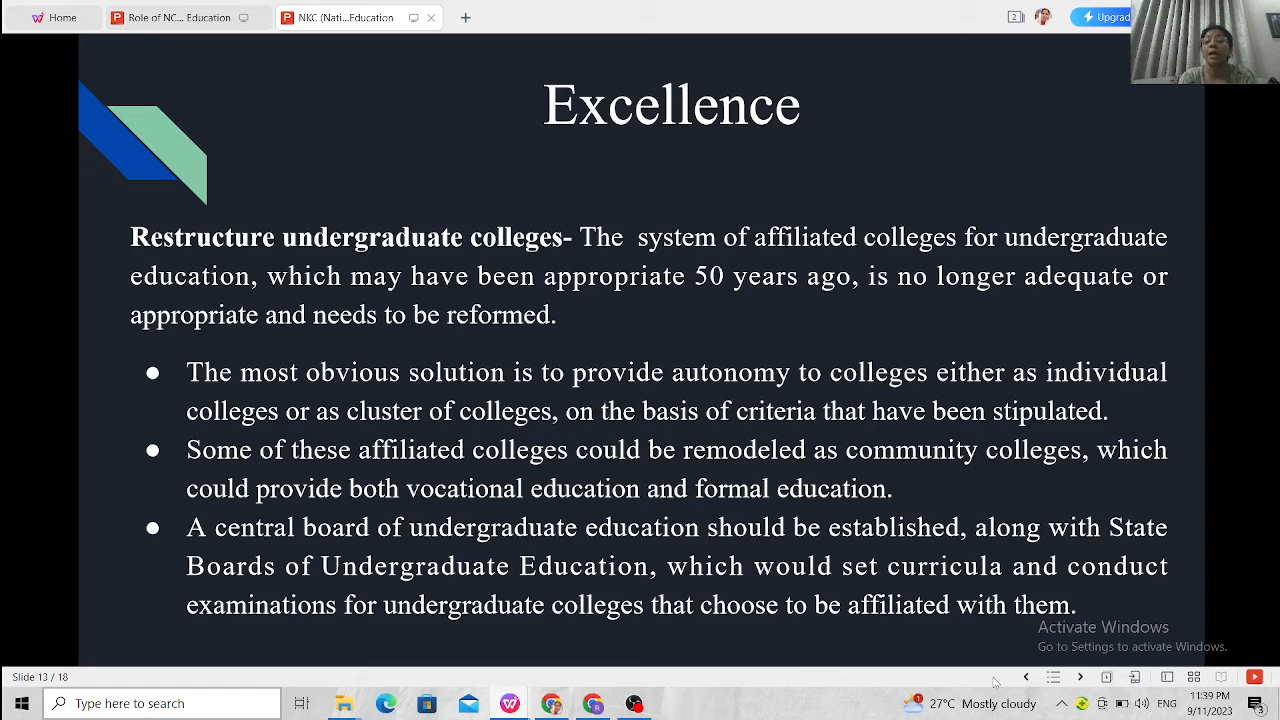 Home
Role of NC... Education
NKC (Nati...Education
2
Upgrad
Excellence
Restructure undergraduate colleges- The system of affiliated colleges for undergraduate
education, which may have been appropriate 50 years ago, is no longer adequate or
appropriate and needs to be reformed.
● The most obvious solution is to provide autonomy to colleges either as individual
colleges or as cluster of colleges, on the basis of criteria that have been stipulated.
● Some of these affiliated colleges could be remodeled as community colleges, which
could provide both vocational education and formal education.
● A central board of undergraduate education should be established, along with State
Boards of Undergraduate Education, which would set curricula and conduct
examinations for undergraduate colleges that choose to be affiliated with them.
Activate Windows
Go to Settings to activate Windows.
Slide 13 / 18
Type here to search
1
27°C Mostly cloudy
11:39 PM
9/11/2023
3